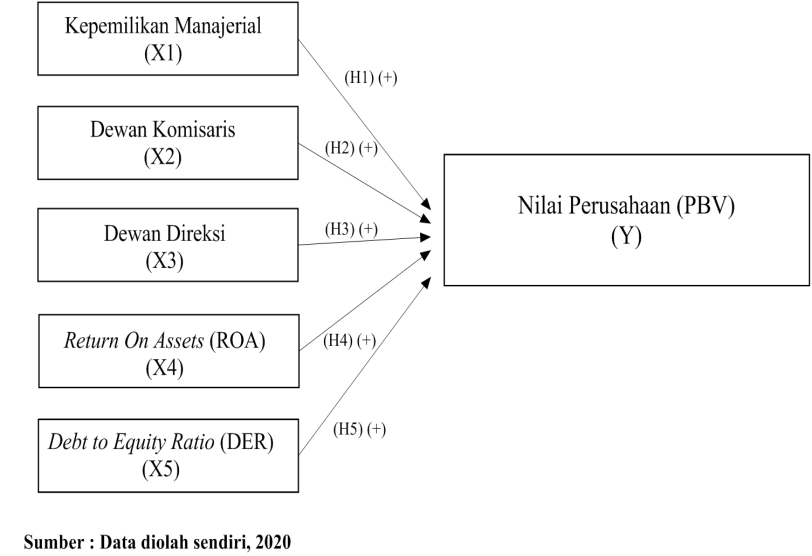 Kepemilikan Manajerial
(X1)
(H1) (+)
Dewan Komisaris
(X2)
(H2) (+)
Dewan Direksi
(X3)
(H3) (+)
Nilai Perusahaan (PBV)
(Y)
Return On Assets (ROA)
(X4)
(H4) (+)
Debt to Equity Ratio (DER)
(X5)
(H5) (+)
Sumber : Data diolah sendiri, 2020